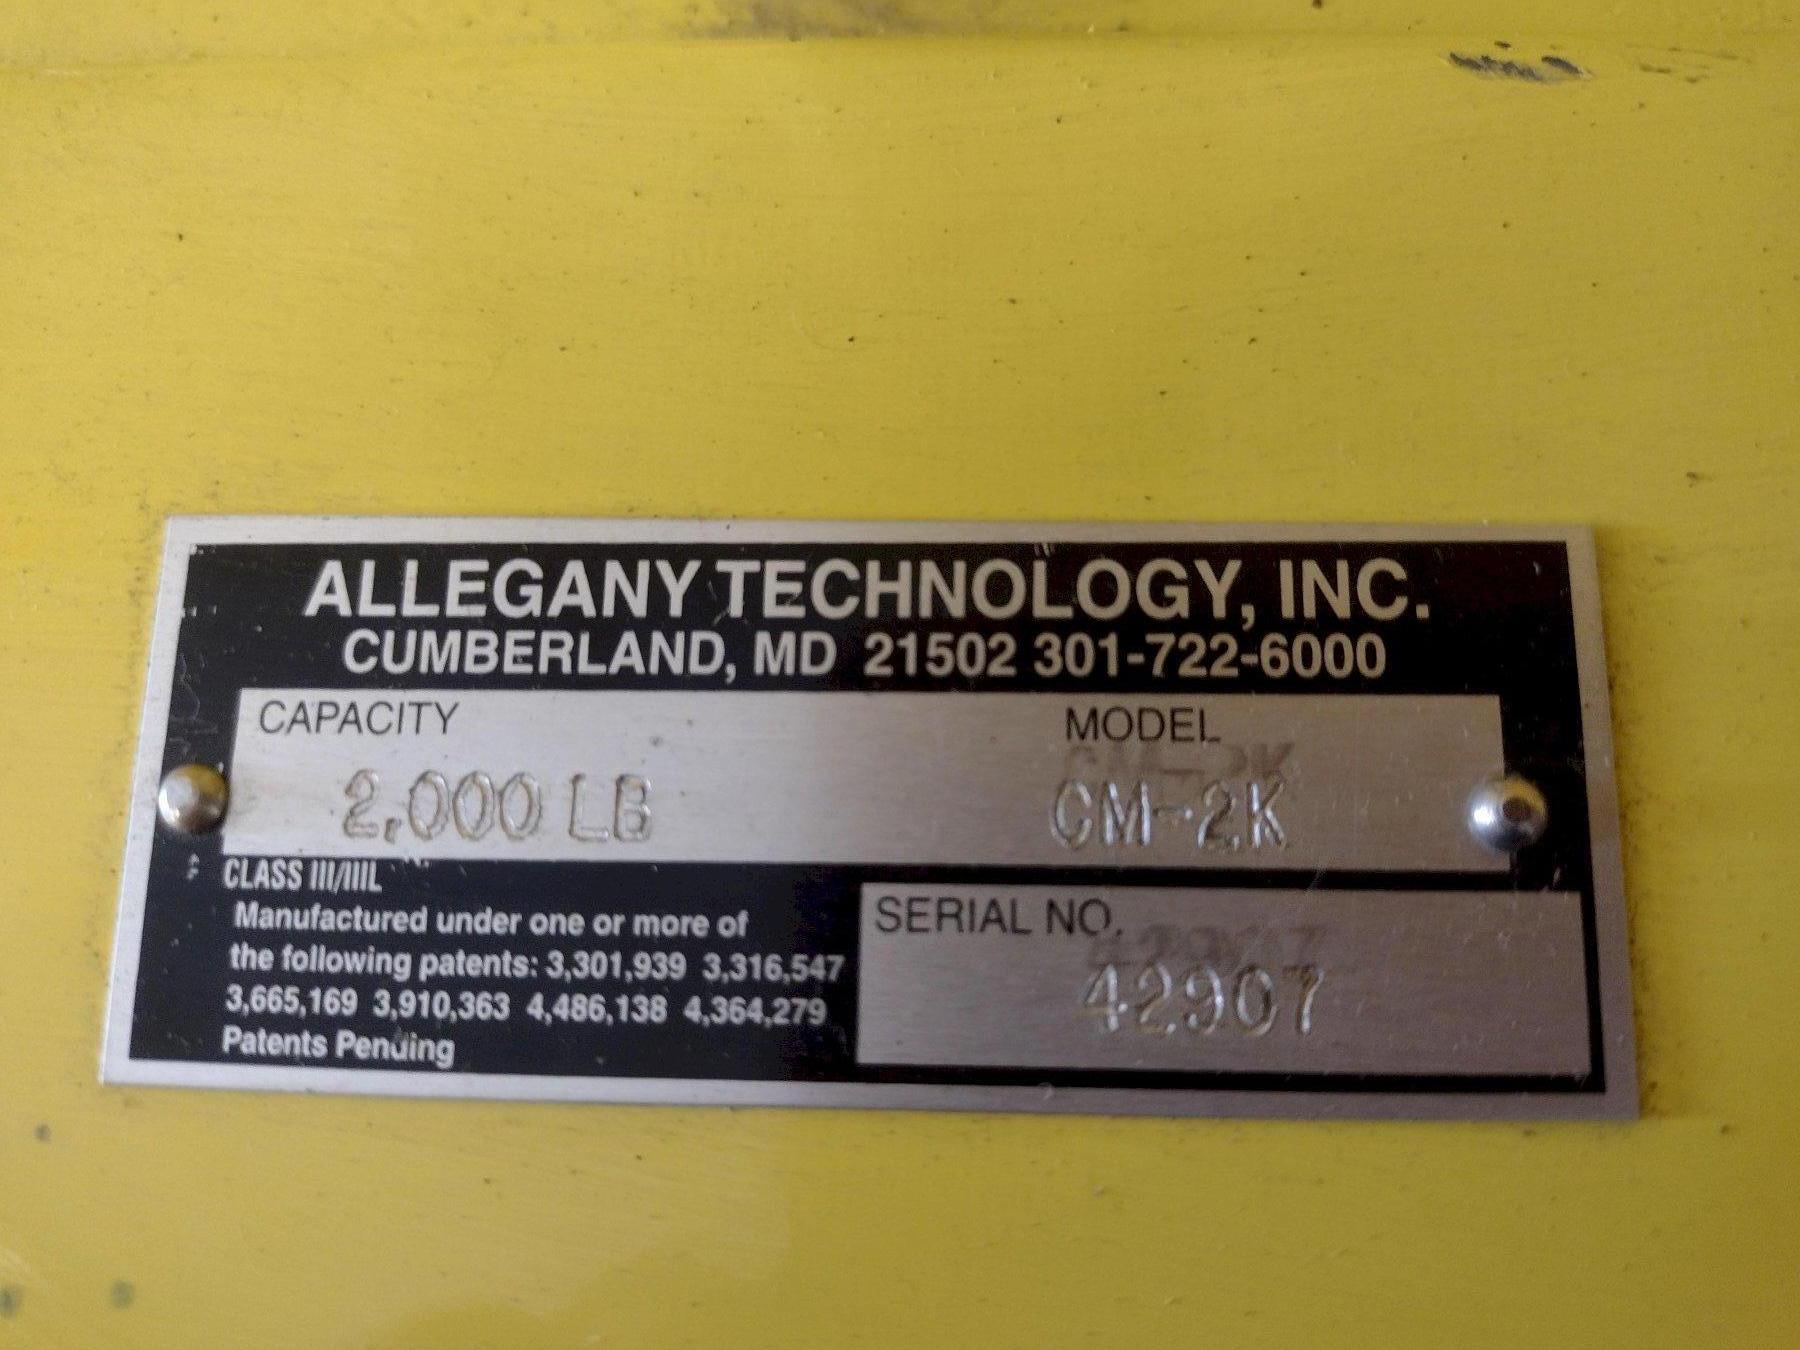 ALLEGANY TECHNOLOGY, INC.
CUMBERLAND, MD 21502 301-722-6000
CAPACITY MODEL
2,000 LB CM-2K
CLASS III/IIIL
Manufactured under one or more of
the following patents: 3,301,939 3,316,547
3,665,169 3,910,363 4,486,138 4,364,279
Patents Pending
SERIAL NO.
42907